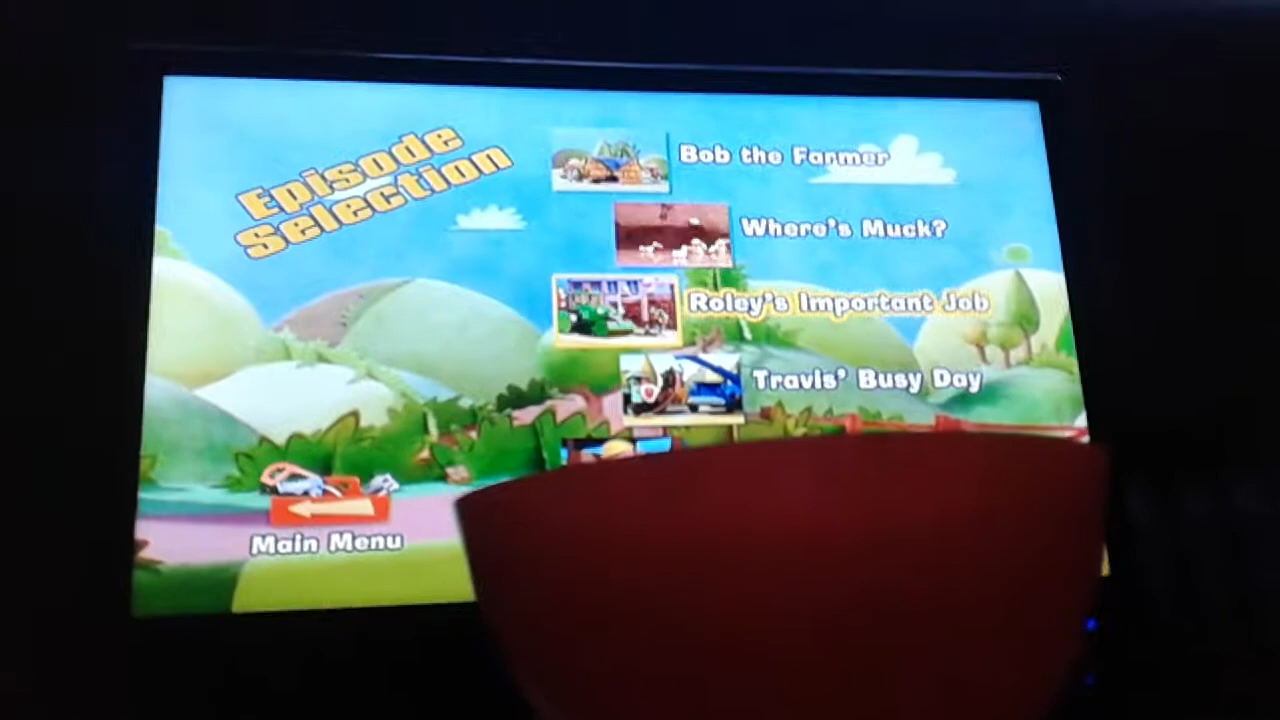 Episode
Selection
Bob the Farmer
Where's Muck?
Roley's Important Job
Travis' Busy Day
Main Menu